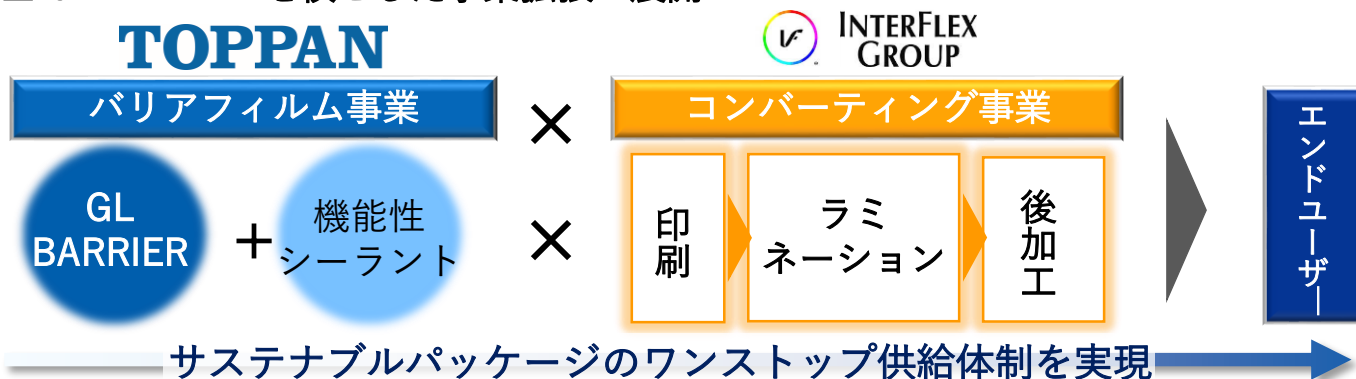 TOPPAN
INTERFLEX
GROUP
バリアフィルム事業
×
コンバーティング事業
エンドユーザー
GL
BARRIER
+
機能性
シーラント
×
印刷
ラミ
ネーション
後加工
サステナブルパッケージのワンストップ供給体制を実現